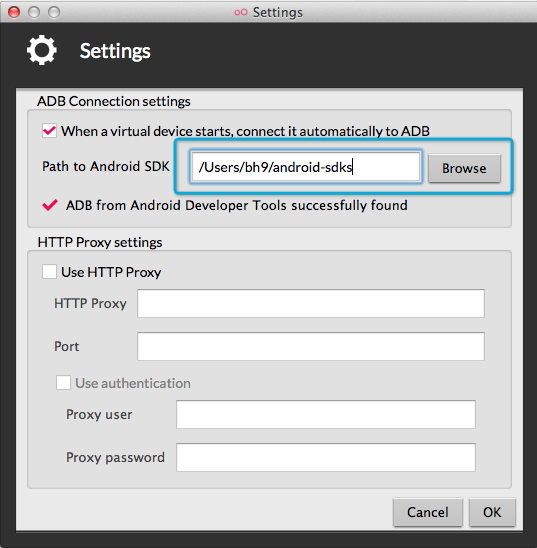 Settings
Settings
ADB Connection settings
When a virtual device starts, connect it automatically to ADB
Path to Android SDK /Users/bh9/android-sdks Browse
ADB from Android Developer Tools successfully found
HTTP Proxy settings
Use HTTP Proxy
HTTP Proxy
Port
Use authentication
Proxy user
Proxy password
Cancel OK